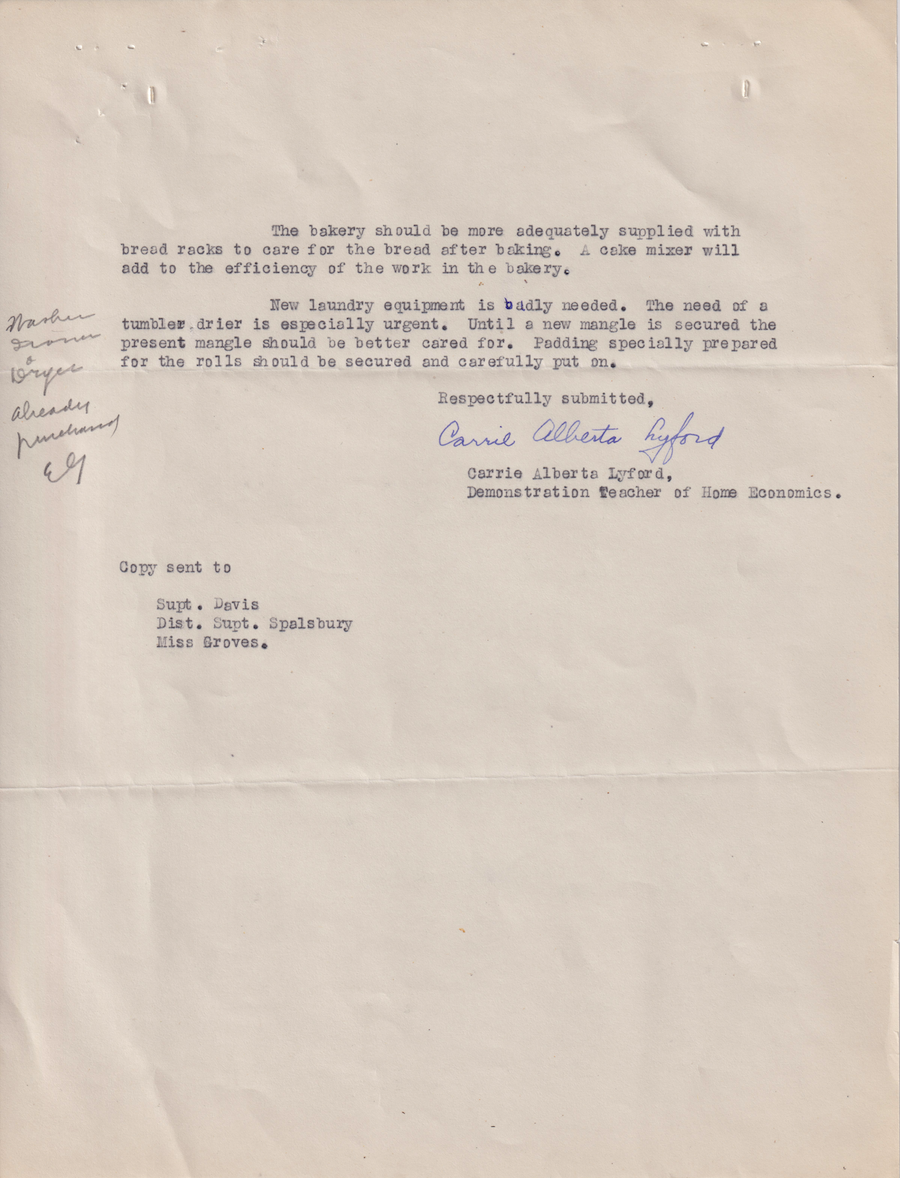 The bakery should be more adequately supplied with
bread racks to care for the bread after baking. A cake mixer will
add to the efficiency of the work in the bakery.
New laundry equipment is badly needed. The need of a
tumbler drier is especially urgent. Until a new mangle is secured the
present mangle should be better cared for. Padding specially prepared
for the rolls should be secured and carefully put on.
Washer
Ironer
&
Dryer
already
purchased
EG
Respectfully submitted,
Carrie Alberta Lyford
Carrie Alberta Lyford,
Demonstration Teacher of Home Economics.
Copy sent to
Supt. Davis
Dist. Supt. Spalsbury
Miss Groves.